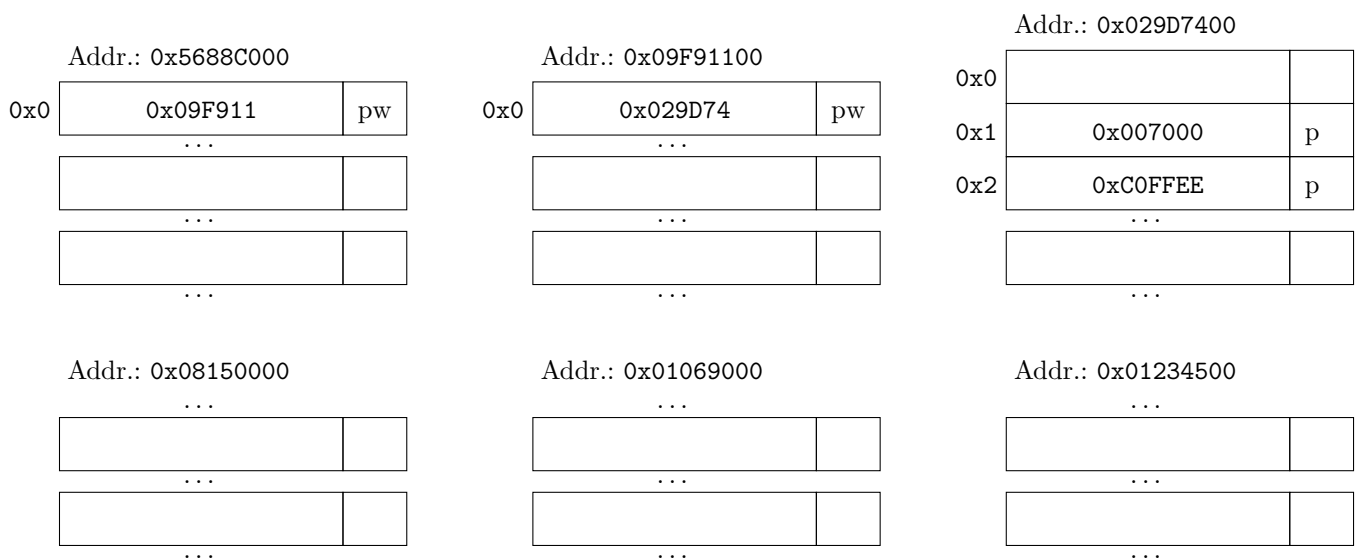 Addr.: 0x5688C000
0x0 0x09F911 pw
...
...
...
Addr.: 0x09F91100
0x0 0x029D74 pw
...
...
...
Addr.: 0x029D7400
0x0
0x1 0x007000 p
0x2 0xC0FFEE p
...
...
Addr.: 0x08150000
...
...
...
Addr.: 0x01069000
...
...
...
Addr.: 0x01234500
...
...
...